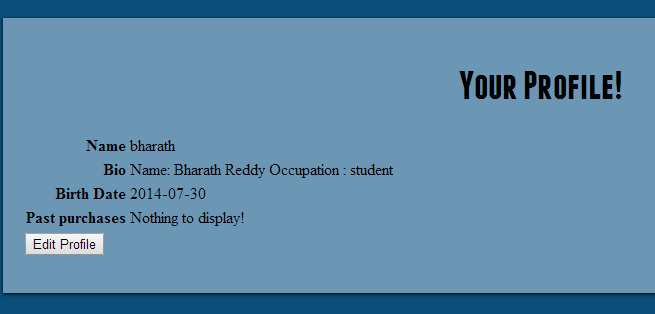 Your Profile!
Name bharath
Bio Name: Bharath Reddy Occupation : student
Birth Date 2014-07-30
Past purchases Nothing to display!
Edit Profile